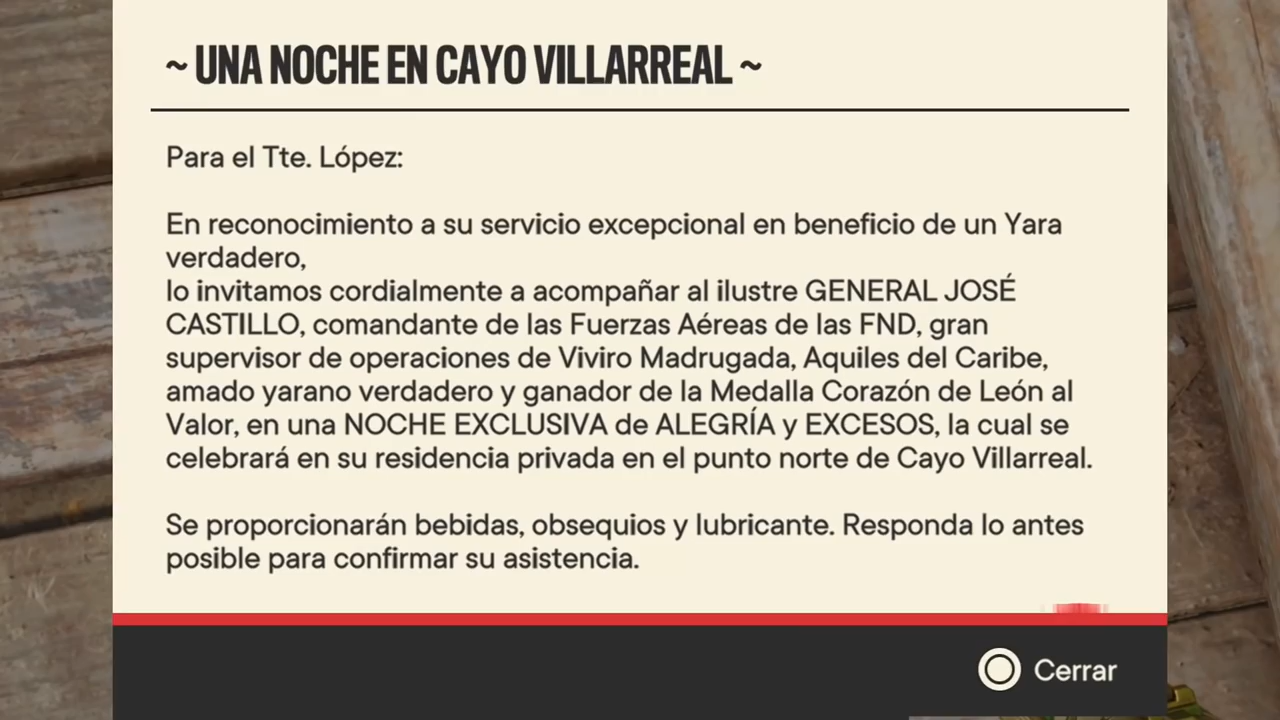 ~ UNA NOCHE EN CAYO VILLARREAL ~
Para el Tte. López:
En reconocimiento a su servicio excepcional en beneficio de un Yara
verdadero,
lo invitamos cordialmente a acompañar al ilustre GENERAL JOSÉ
CASTILLO, comandante de las Fuerzas Aéreas de las FND, gran
supervisor de operaciones de Viviro Madrugada, Aquiles del Caribe,
amado yarano verdadero y ganador de la Medalla Corazón de León al
Valor, en una NOCHE EXCLUSIVA de ALEGRÍA y EXCESOS, la cual se
celebrará en su residencia privada en el punto norte de Cayo Villarreal.
Se proporcionarán bebidas, obsequios y lubricante. Responda lo antes
posible para confirmar su asistencia.
Cerrar